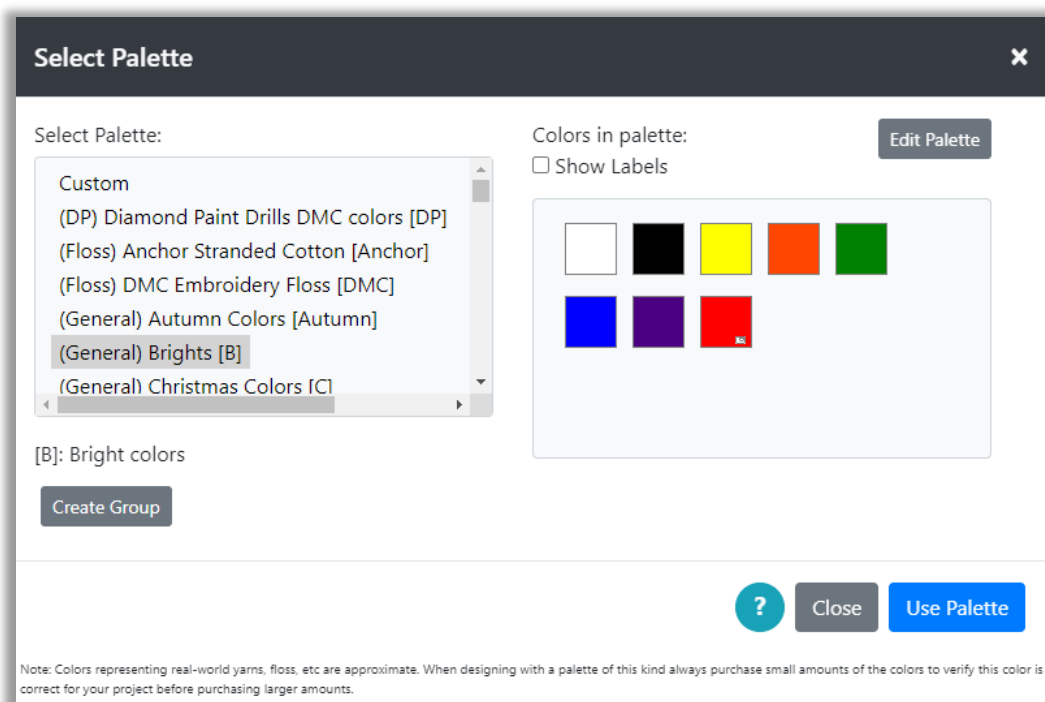 Select Palette
Select Palette:
Custom
(DP) Diamond Paint Drills DMC colors [DP]
(Floss) Anchor Stranded Cotton [Anchor]
(Floss) DMC Embroidery Floss [DMC]
(General) Autumn Colors [Autumn]
(General) Brights [B]
(General) Christmas Colors [C]
[B]: Bright colors
Create Group
Colors in palette:
Edit Palette
Show Labels
?
Close
Use Palette
Note: Colors representing real-world yarns, floss, etc are approximate. When designing with a palette of this kind always purchase small amounts of the colors to verify this color is
correct for your project before purchasing larger amounts.